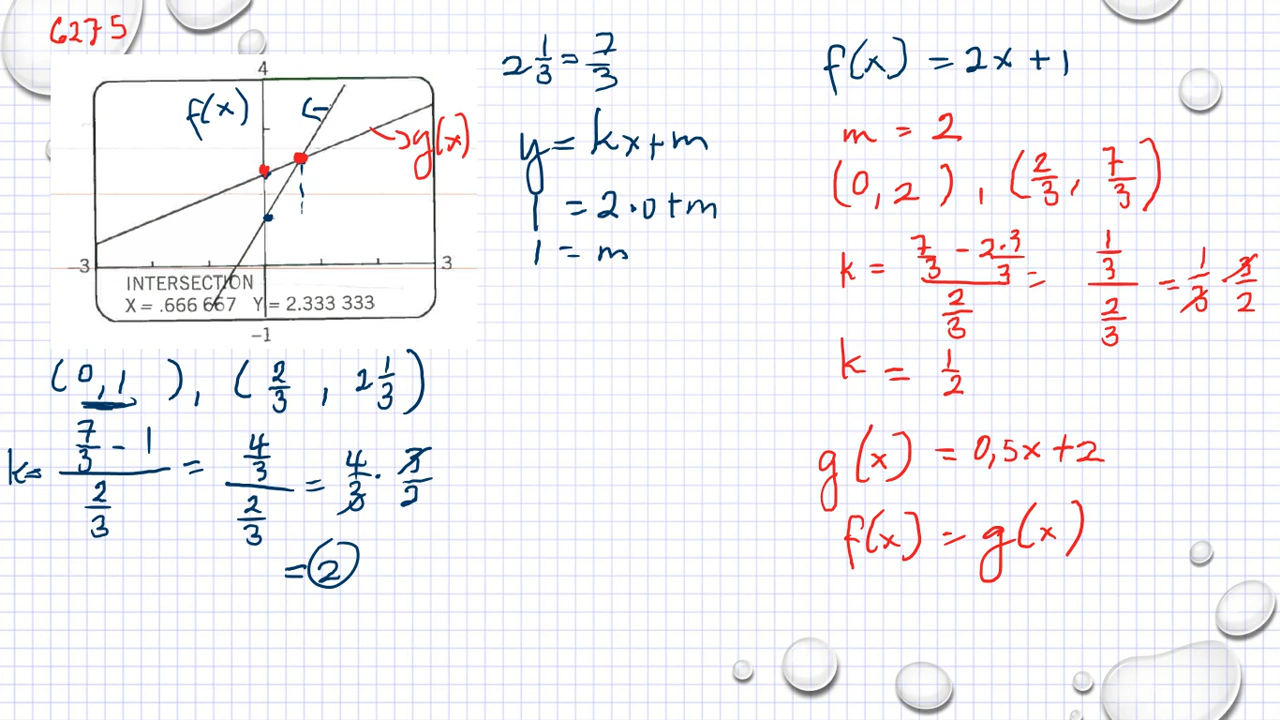 6275
4
f(x)
g(x)
-3
3
INTERSECTION
X = .666 667 Y = 2.333 333
-1
(0,1), (2/3, 2 1/3)
k= (7/3 - 1)/(2/3) = (4/3)/(2/3) = 4/3 · 3/2
= 2
2 1/3 = 7/3
y = kx+m
1 = 2·0+m
1 = m
f(x) = 2x+1
m = 2
(0, 2), (2/3, 7/3)
k = (7/3 - 2·3/3)/(2/3) = (1/3)/(2/3) = 1/3 · 3/2
k = 1/2
g(x) = 0,5x+2
f(x) = g(x)